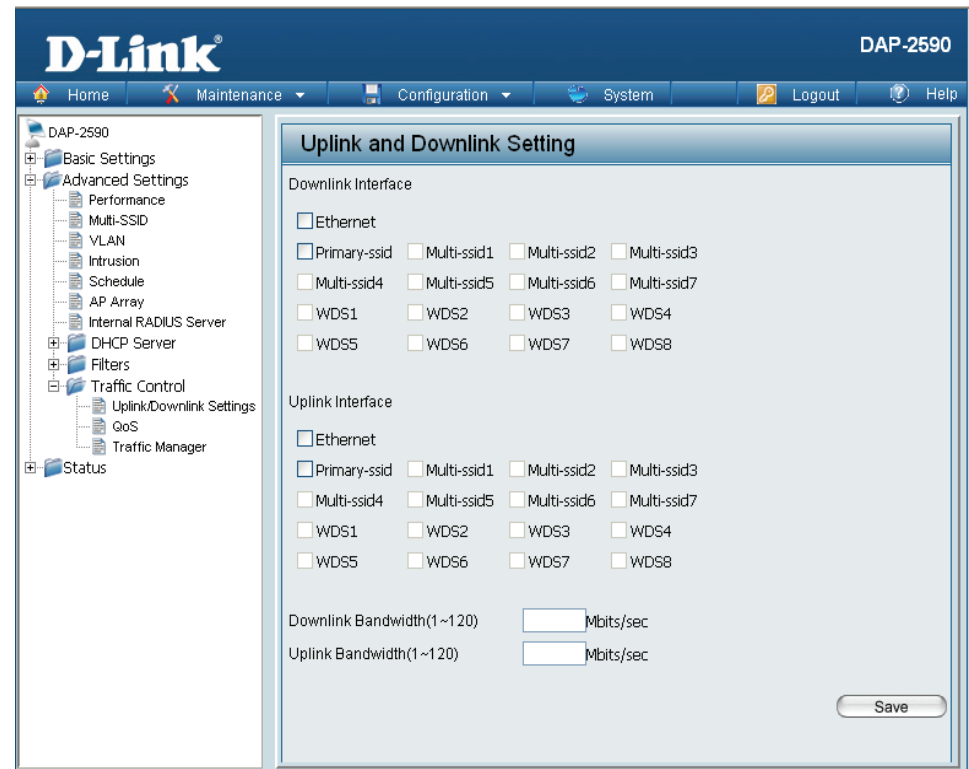 D-Link®
DAP-2590
Home Maintenance Configuration System Logout Help
DAP-2590
Basic Settings
Advanced Settings
Performance
Multi-SSID
VLAN
Intrusion
Schedule
AP Array
Internal RADIUS Server
DHCP Server
Filters
Traffic Control
Uplink/Downlink Settings
QoS
Traffic Manager
Status
Uplink and Downlink Setting
Downlink Interface
Ethernet
Primary-ssid Multi-ssid1 Multi-ssid2 Multi-ssid3
Multi-ssid4 Multi-ssid5 Multi-ssid6 Multi-ssid7
WDS1 WDS2 WDS3 WDS4
WDS5 WDS6 WDS7 WDS8
Uplink Interface
Ethernet
Primary-ssid Multi-ssid1 Multi-ssid2 Multi-ssid3
Multi-ssid4 Multi-ssid5 Multi-ssid6 Multi-ssid7
WDS1 WDS2 WDS3 WDS4
WDS5 WDS6 WDS7 WDS8
Downlink Bandwidth(1~120) Mbits/sec
Uplink Bandwidth(1~120) Mbits/sec
Save